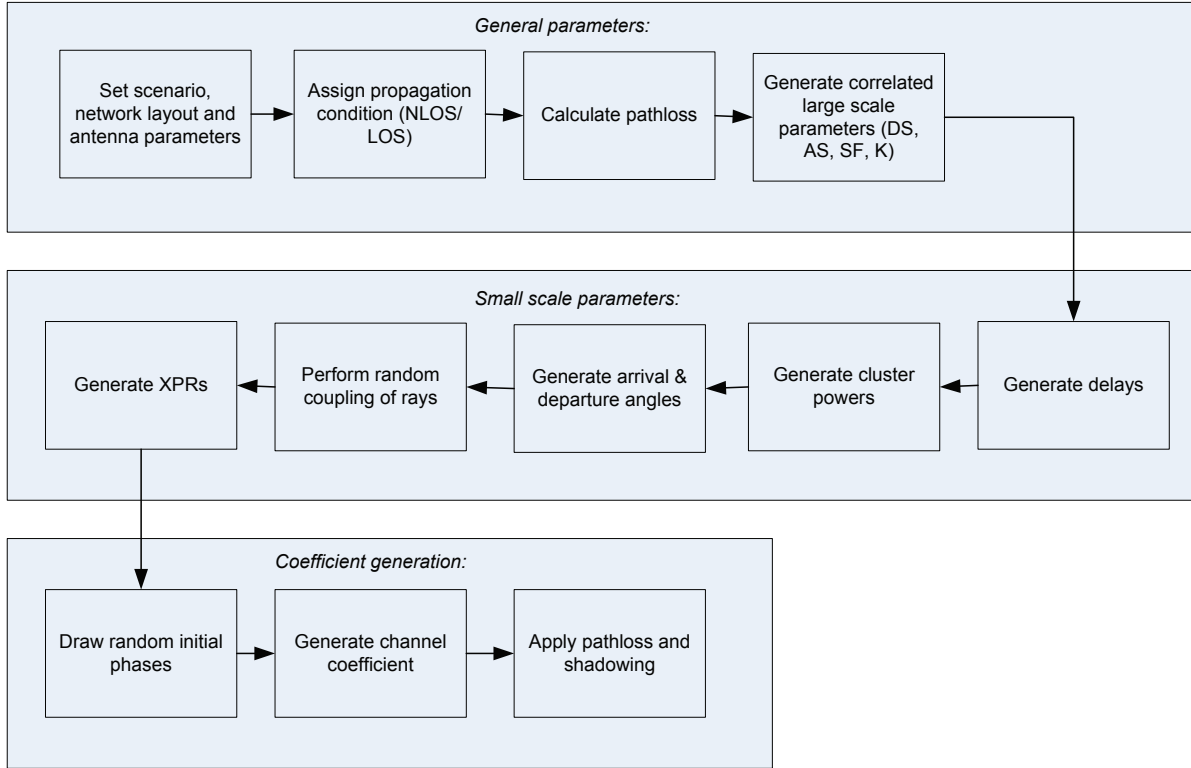 General parameters:
Set scenario,
network layout and
antenna parameters
Assign propagation
condition (NLOS/
LOS)
Calculate pathloss
Generate correlated
large scale
parameters (DS,
AS, SF, K)
Small scale parameters:
Generate XPRs
Perform random
coupling of rays
Generate arrival &
departure angles
Generate cluster
powers
Generate delays
Coefficient generation:
Draw random initial
phases
Generate channel
coefficient
Apply pathloss and
shadowing